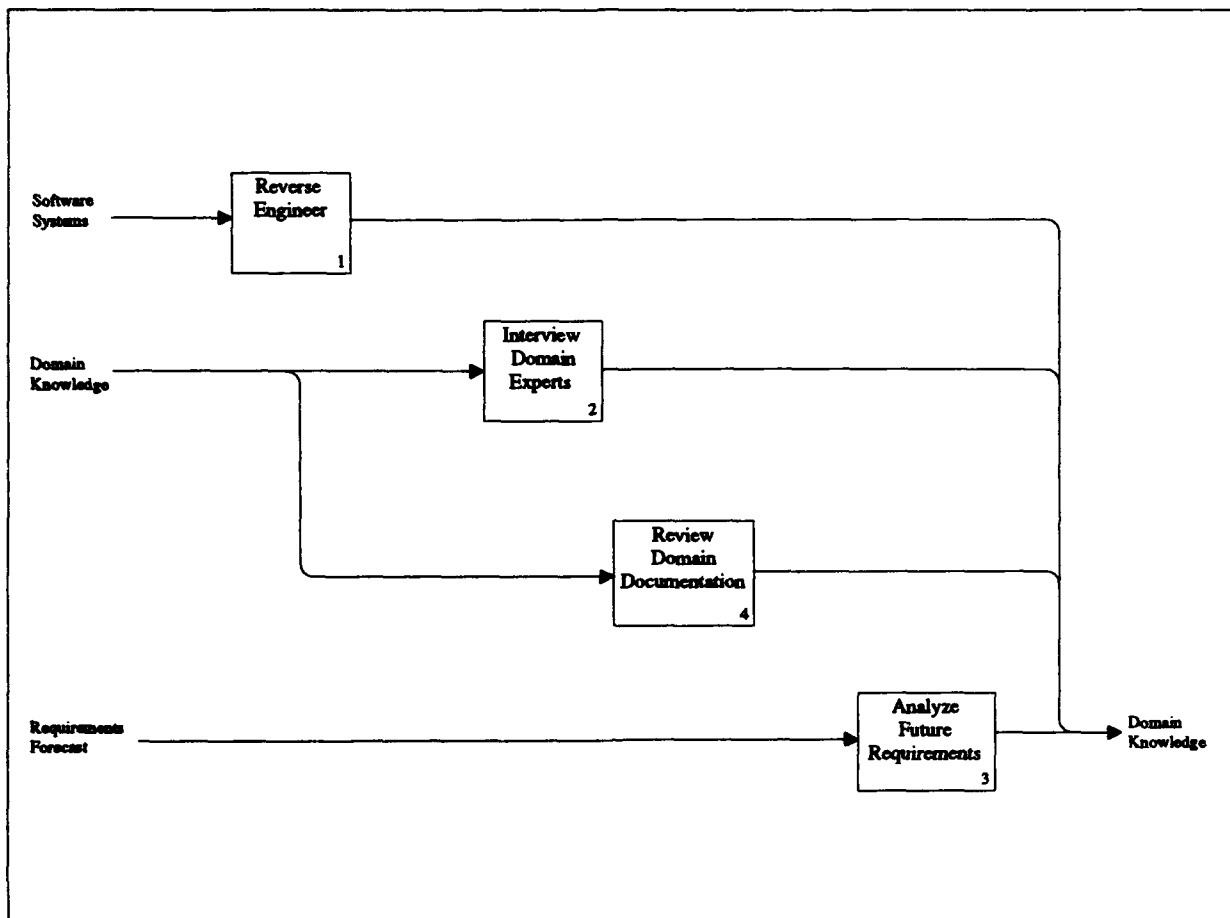 Software
Systems
Reverse
Engineer
1
Domain
Knowledge
Interview
Domain
Experts
2
Review
Domain
Documentation
4
Requirements
Forecast
Analyze
Future
Requirements
3
Domain
Knowledge